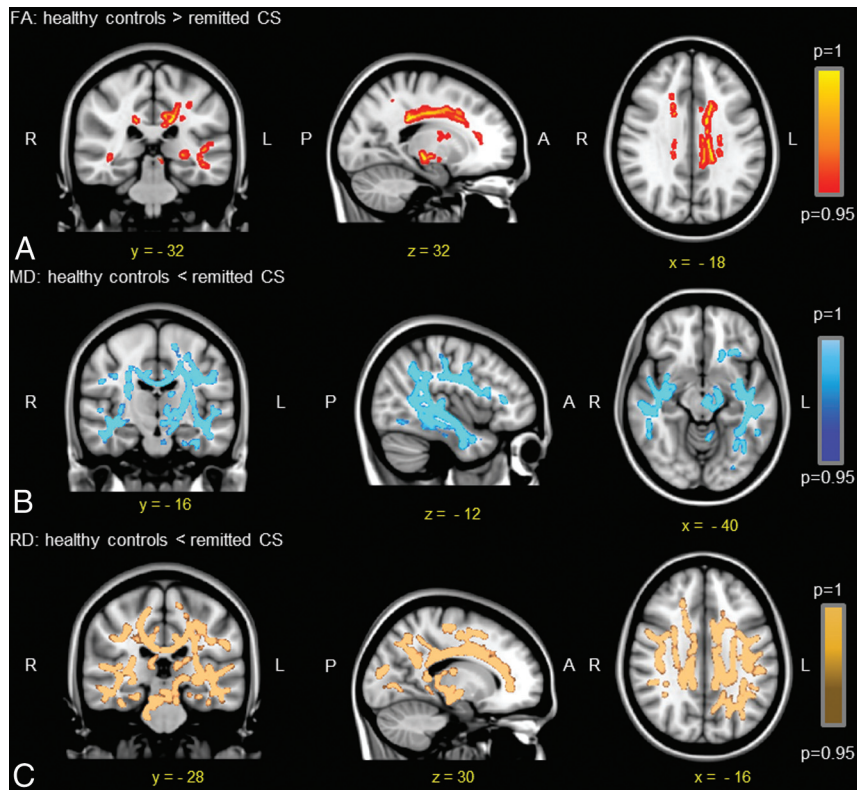 FA: healthy controls > remitted CS
p=1
R
L
P
A
R
L
p=0.95
A
y = - 32
z = 32
x = - 18
MD: healthy controls < remitted CS
p=1
R
L
P
A
R
L
p=0.95
B
y = - 16
z = - 12
x = - 40
RD: healthy controls < remitted CS
p=1
R
L
P
A
R
L
p=0.95
C
y = - 28
z = 30
x = - 16